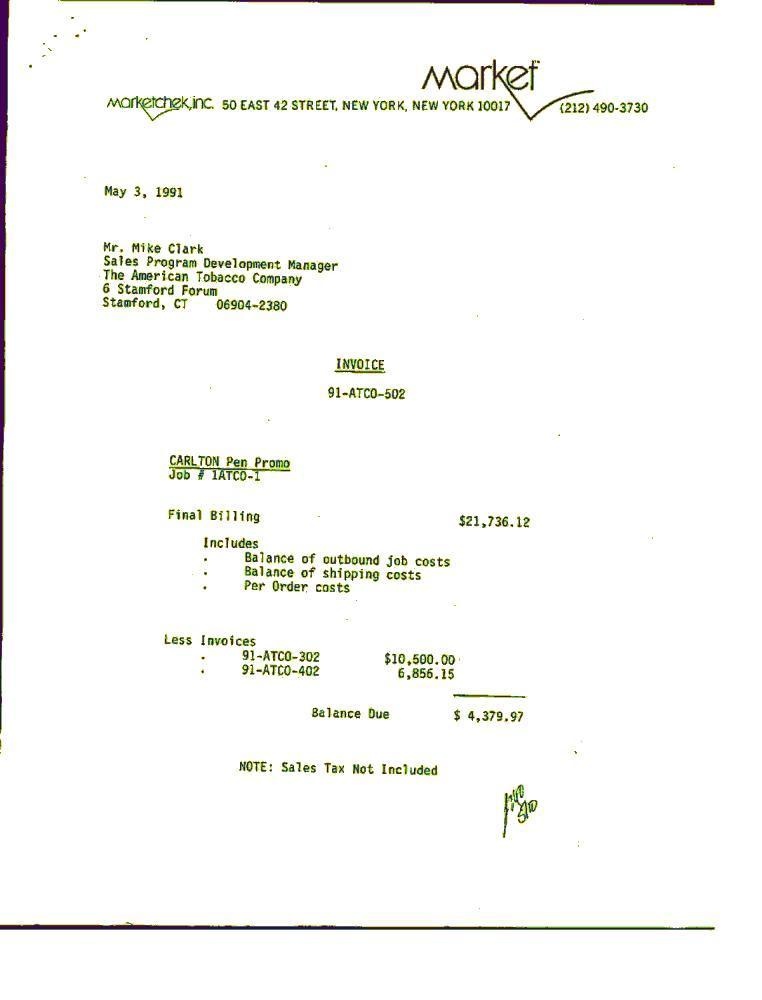 market
marketchek, inc. 50 EAST 42 STREET, NEW YORK, NEW YORK 10017 (212) 490-3730
May 3, 1991
Mr. Mike Clark
Sales Program Development Manager
The American Tobacco Company
6 Stamford Forum
Stamford, CT 06904-2380
INVOICE
91-ATCO-502
CARLTON Pen Promo
Job # 1ATCO-1
Final Billing $21,736.12
Includes
. Balance of outbound job costs
. Balance of shipping costs
. Per Order costs
Less Invoices
. 91-ATCO-302 $10,500.00
. 91-ATCO-402 6,856.15
Balance Due $ 4,379.97
NOTE: Sales Tax Not Included